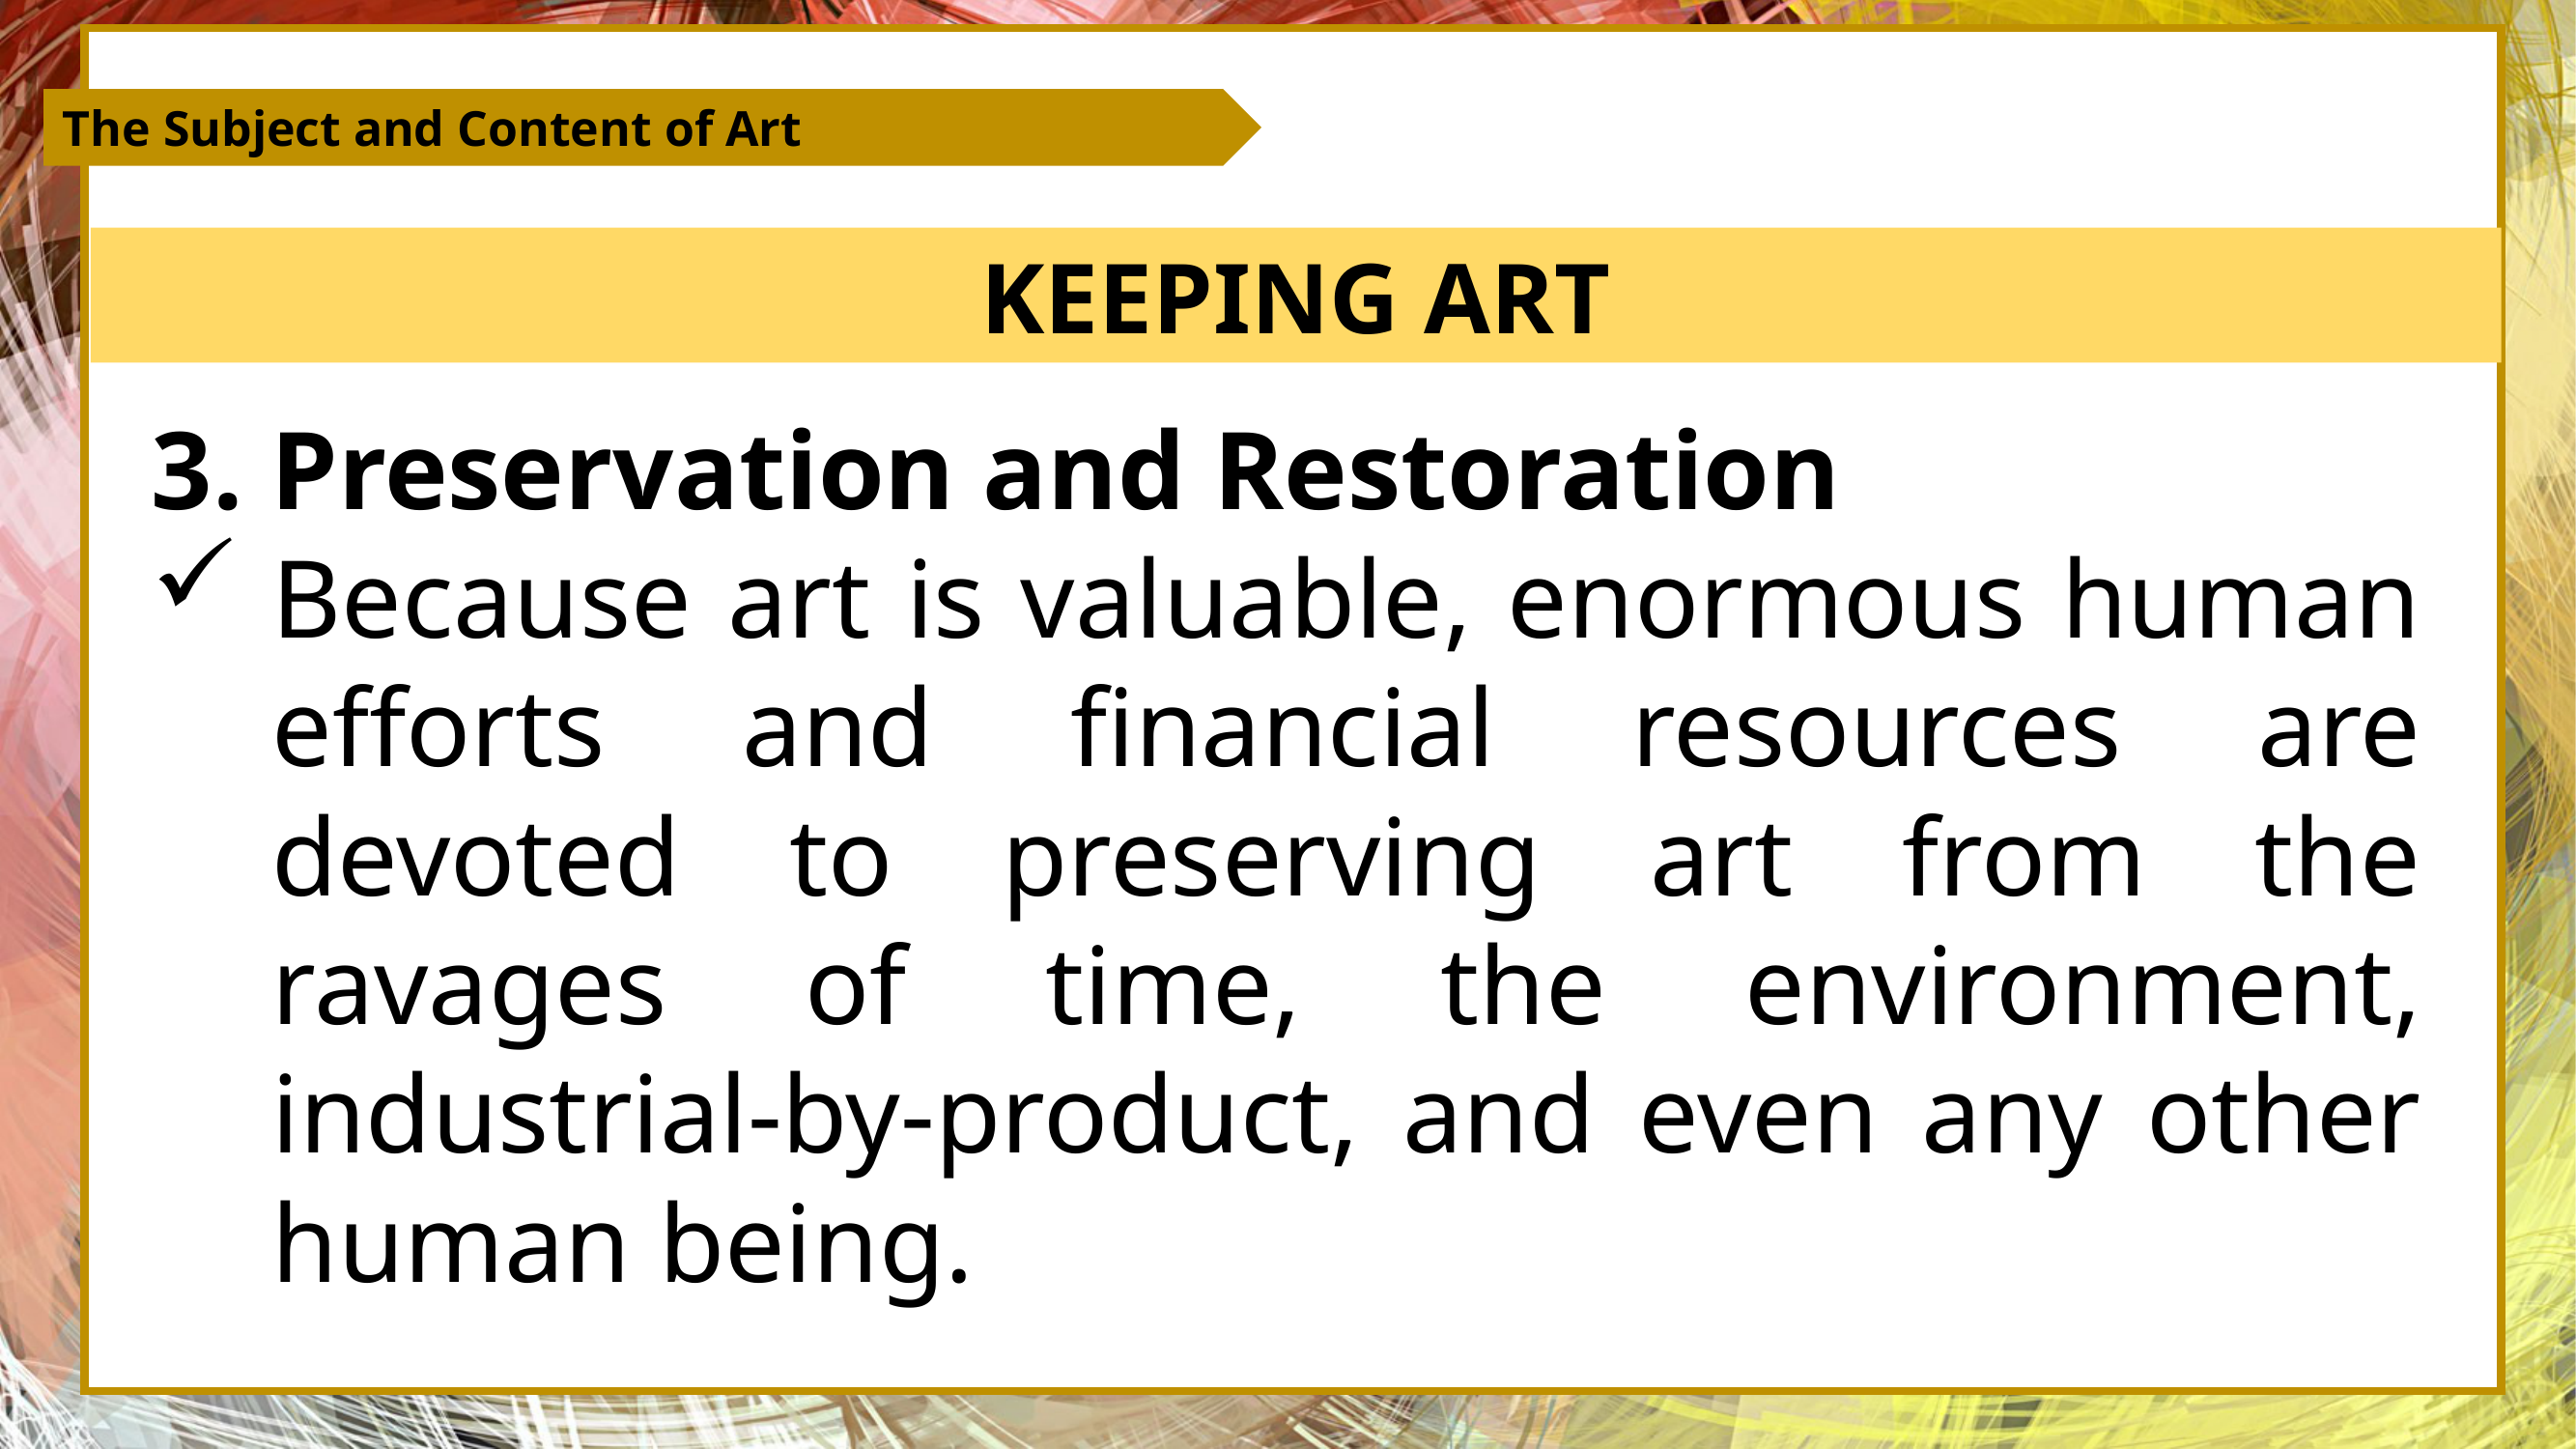 The Subject and Content of Art
KEEPING ART
3. Preservation and Restoration
✓ Because art is valuable, enormous human
efforts and financial resources are
devoted to preserving art from the
ravages of time, the environment,
industrial-by-product, and even any other
human being.